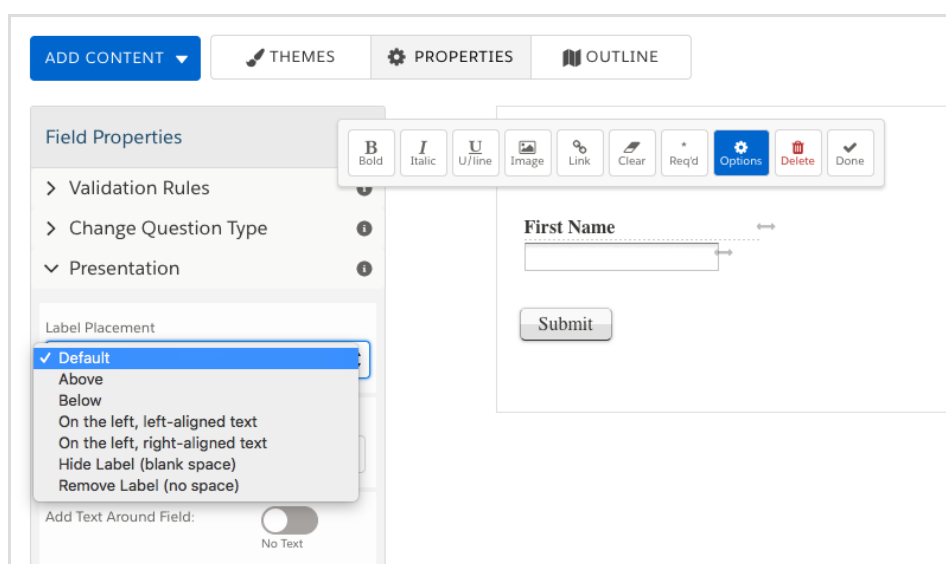 ADD CONTENT
THEMES
PROPERTIES
OUTLINE
Field Properties
B
Bold
I
Italic
U
U/line
Image
Link
Clear
*
Req'd
Options
Delete
Done
Validation Rules
Change Question Type
Presentation
First Name
Submit
Label Placement
✓ Default
Above
Below
On the left, left-aligned text
On the left, right-aligned text
Hide Label (blank space)
Remove Label (no space)
Add Text Around Field:
No Text